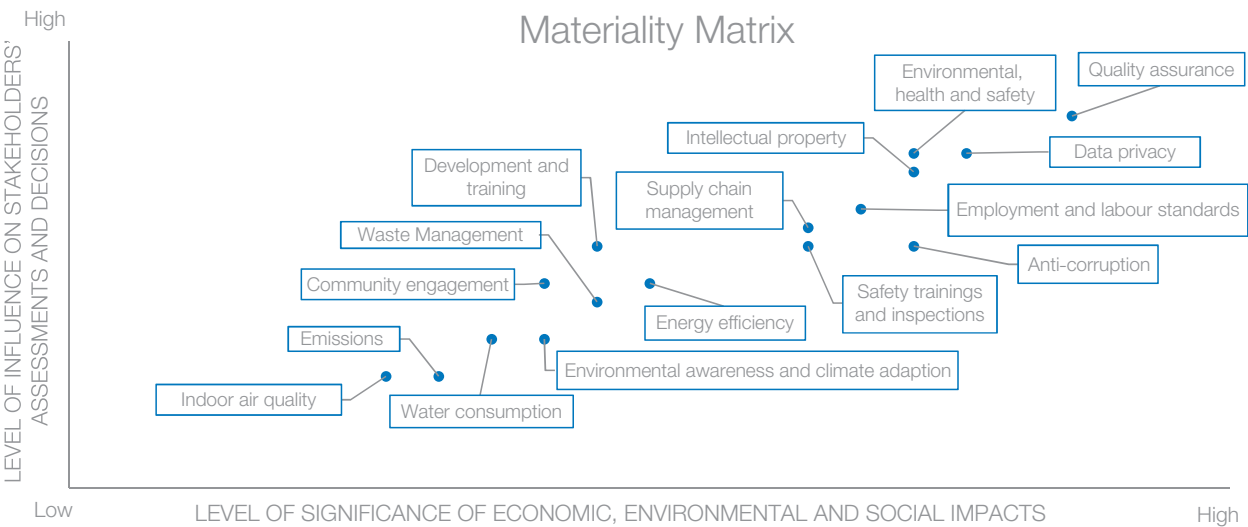 High
Materiality Matrix
LEVEL OF INFLUENCE ON STAKEHOLDERS'
ASSESSMENTS AND DECISIONS
Environmental,
health and safety
Quality assurance
Intellectual property
Data privacy
Development and
training
Supply chain
management
Employment and labour standards
Waste Management
Anti-corruption
Community engagement
Safety trainings
and inspections
Energy efficiency
Emissions
Environmental awareness and climate adaption
Indoor air quality
Water consumption
Low
LEVEL OF SIGNIFICANCE OF ECONOMIC, ENVIRONMENTAL AND SOCIAL IMPACTS
High